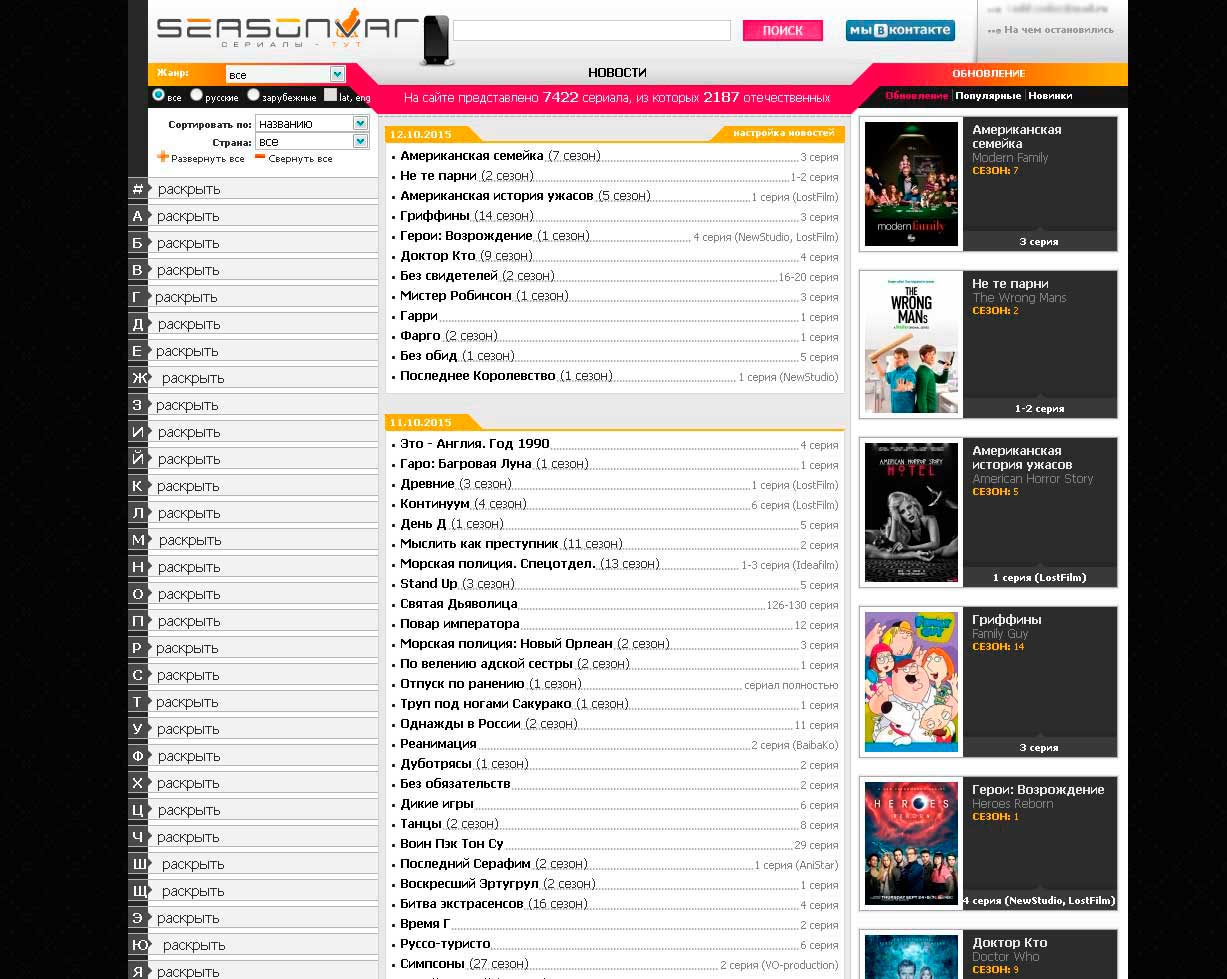 SEASONVAR
СЕРИАЛЫ - ТУТ
ПОИСК
мы В контакте
На чем остановились
Жанр:
все
НОВОСТИ
ОБНОВЛЕНИЕ
все русские зарубежные lat, eng
На сайте представлено 7422 сериала, из которых 2187 отечественных
Обновление Популярные Новинки
Сортировать по: названию
Страна: все
Развернуть все Свернуть все
# раскрыть
А раскрыть
Б раскрыть
В раскрыть
Г раскрыть
Д раскрыть
Е раскрыть
Ж раскрыть
З раскрыть
И раскрыть
Й раскрыть
К раскрыть
Л раскрыть
М раскрыть
Н раскрыть
О раскрыть
П раскрыть
Р раскрыть
С раскрыть
Т раскрыть
У раскрыть
Ф раскрыть
Х раскрыть
Ц раскрыть
Ч раскрыть
Ш раскрыть
Щ раскрыть
Э раскрыть
Ю раскрыть
Я раскрыть
12.10.2015 настройка новостей
Американская семейка (7 сезон) 3 серия
Не те парни (2 сезон) 1-2 серия
Американская история ужасов (5 сезон) 1 серия (LostFilm)
Гриффины (14 сезон) 3 серия
Герои: Возрождение (1 сезон) 4 серия (NewStudio, LostFilm)
Доктор Кто (9 сезон) 4 серия
Без свидетелей (2 сезон) 16-20 серия
Мистер Робинсон (1 сезон) 3 серия
Гарри 1 серия
Фарго (2 сезон) 1 серия
Без обид (1 сезон) 5 серия
Последнее Королевство (1 сезон) 1 серия (NewStudio)
11.10.2015
Это - Англия. Год 1990 4 серия
Гаро: Багровая Луна (1 сезон) 1 серия
Древние (3 сезон) 1 серия (LostFilm)
Континуум (4 сезон) 6 серия (LostFilm)
День Д (1 сезон) 5 серия
Мыслить как преступник (11 сезон) 2 серия
Морская полиция. Спецотдел. (13 сезон) 1-3 серия (Ideafilm)
Stand Up (3 сезон) 5 серия
Святая Дьяволица 126-130 серия
Повар императора 12 серия
Морская полиция: Новый Орлеан (2 сезон) 3 серия
По велению адской сестры (2 сезон) 1 серия
Отпуск по ранению (1 сезон) сериал полностью
Труп под ногами Сакурако (1 сезон) 1 серия
Однажды в России (2 сезон) 11 серия
Реанимация 2 серия (BaibaKo)
Дуботрясы (1 сезон) 2 серия
Без обязательств 2 серия
Дикие игры 6 серия
Танцы (2 сезон) 8 серия
Воин Пэк Тон Су 29 серия
Последний Серафим (2 сезон) 1 серия (AniStar)
Воскресший Эртугрул (2 сезон) 1 серия
Битва экстрасенсов (16 сезон) 4 серия
Время Г 2 серия
Руссо-туристо 6 серия
Симпсоны (27 сезон) 2 серия (VO-production)
modern family
abc
Американская
семейка
Modern Family
СЕЗОН: 7
3 серия
THE
WRONG
MANS
Не те парни
The Wrong Mans
СЕЗОН: 2
1-2 серия
AMERICAN HORROR STORY
HOTEL
Американская
история ужасов
American Horror Story
СЕЗОН: 5
1 серия (LostFilm)
Family Guy
Гриффины
Family Guy
СЕЗОН: 14
3 серия
HEROES
REBORN
Герои: Возрождение
Heroes Reborn
СЕЗОН: 1
4 серия (NewStudio, LostFilm)
Доктор Кто
Doctor Who
СЕЗОН: 9